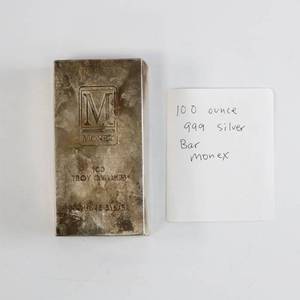 M
MONEX
100
TROY OUNCES
100 ounce
999 silver
Bar
monex